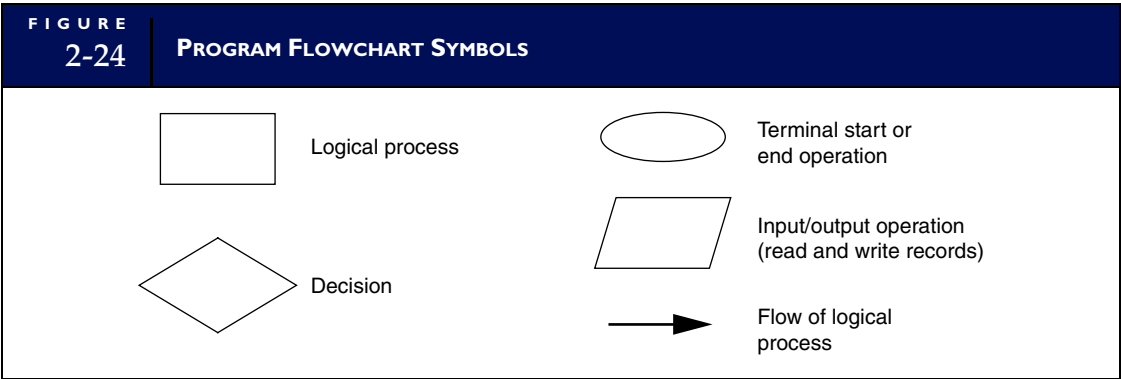 FIGURE
2-24
PROGRAM FLOWCHART SYMBOLS
Logical process
Decision
Terminal start or
end operation
Input/output operation
(read and write records)
Flow of logical
process